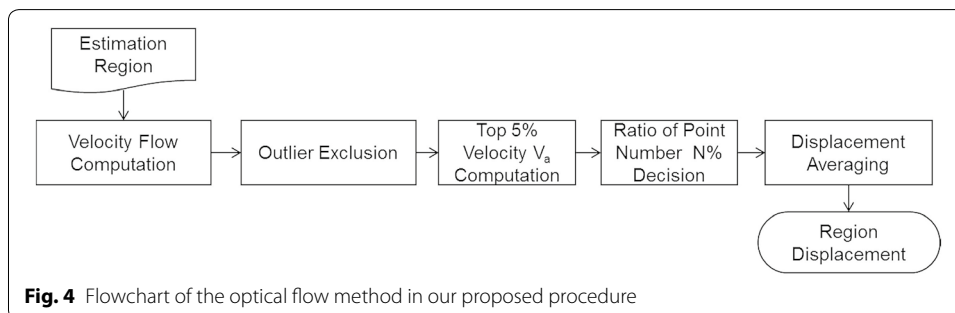 Estimation
Region
Velocity Flow
Computation
Outlier Exclusion
Top 5%
Velocity Va
Computation
Ratio of Point
Number N%
Decision
Displacement
Averaging
Region
Displacement
Fig. 4 Flowchart of the optical flow method in our proposed procedure